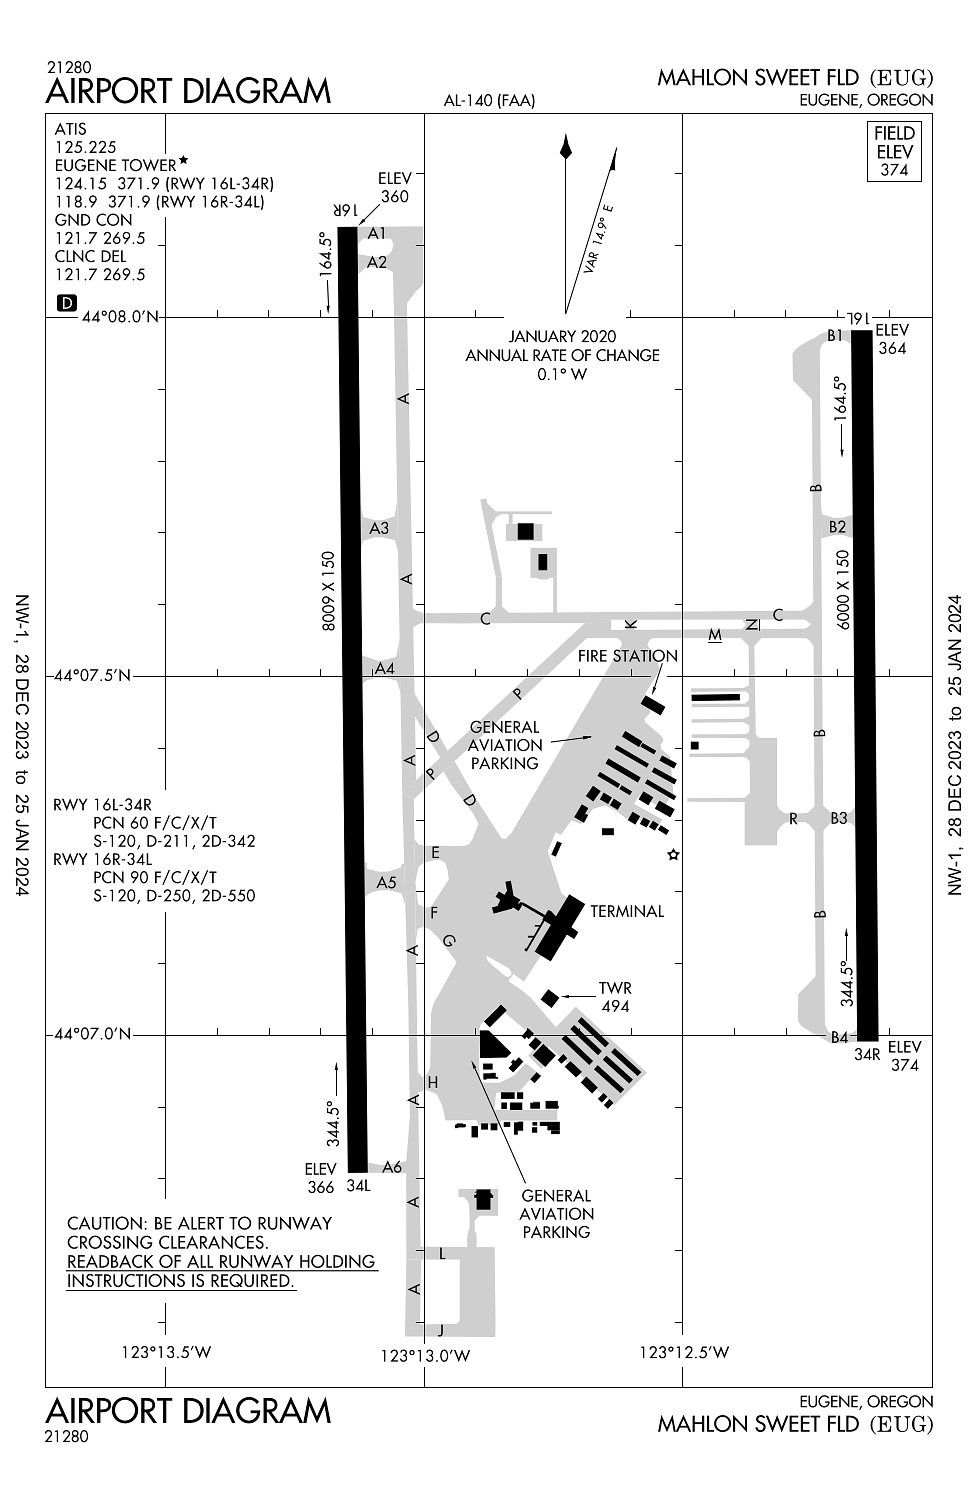 21280
AIRPORT DIAGRAM
AL-140 (FAA)
MAHLON SWEET FLD (EUG)
EUGENE, OREGON
ATIS
125.225
EUGENE TOWER★
124.15 371.9 (RWY 16L-34R)
118.9 371.9 (RWY 16R-34L)
GND CON
121.7 269.5
CLNC DEL
121.7 269.5
D
FIELD
ELEV
374
ELEV
360
16R
A1
A2
164.5°
VAR 14.9° E
JANUARY 2020
ANNUAL RATE OF CHANGE
0.1° W
44°08.0'N
16L
ELEV
364
B1
164.5°
A
B
A3
B2
8009 X 150
6000 X 150
A
C
C
K
M
N
FIRE STATION
A4
44°07.5'N
P
GENERAL
AVIATION
PARKING
D
A
P
B
D
RWY 16L-34R
PCN 60 F/C/X/T
S-120, D-211, 2D-342
RWY 16R-34L
PCN 90 F/C/X/T
S-120, D-250, 2D-550
R
B3
E
A5
F
TERMINAL
B
G
A
344.5°
TWR
494
44°07.0'N
B4
34R
ELEV
374
H
A
344.5°
A6
ELEV
366
34L
A
GENERAL
AVIATION
PARKING
CAUTION: BE ALERT TO RUNWAY
CROSSING CLEARANCES.
READBACK OF ALL RUNWAY HOLDING
INSTRUCTIONS IS REQUIRED.
L
A
J
123°13.5'W
123°13.0'W
123°12.5'W
NW-1, 28 DEC 2023 to 25 JAN 2024
NW-1, 28 DEC 2023 to 25 JAN 2024
AIRPORT DIAGRAM
21280
EUGENE, OREGON
MAHLON SWEET FLD (EUG)